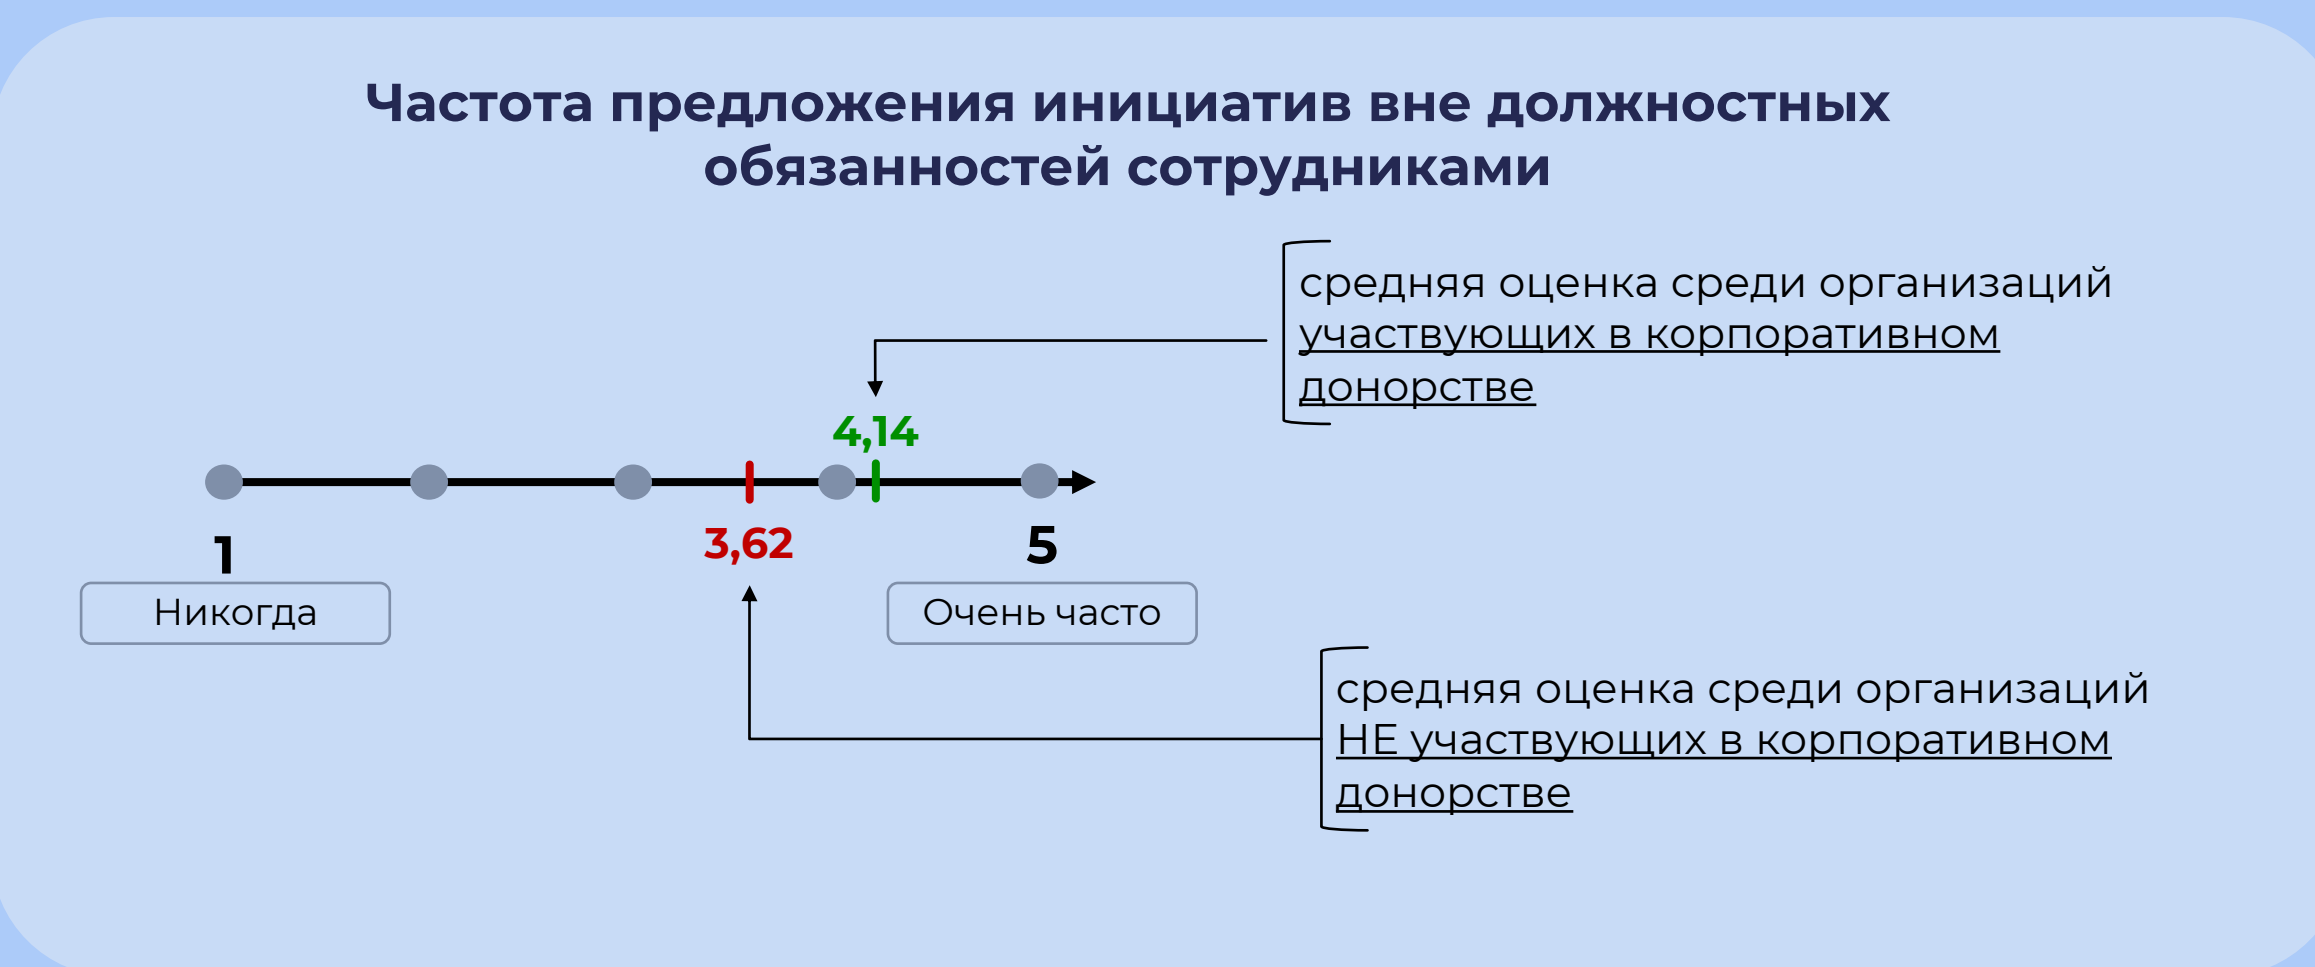 Частота предложения инициатив вне должностных
обязанностей сотрудниками
средняя оценка среди организаций
участвующих в корпоративном
донорстве
4,14
3,62
1
5
Никогда
Очень часто
средняя оценка среди организаций
НЕ участвующих в корпоративном
донорстве